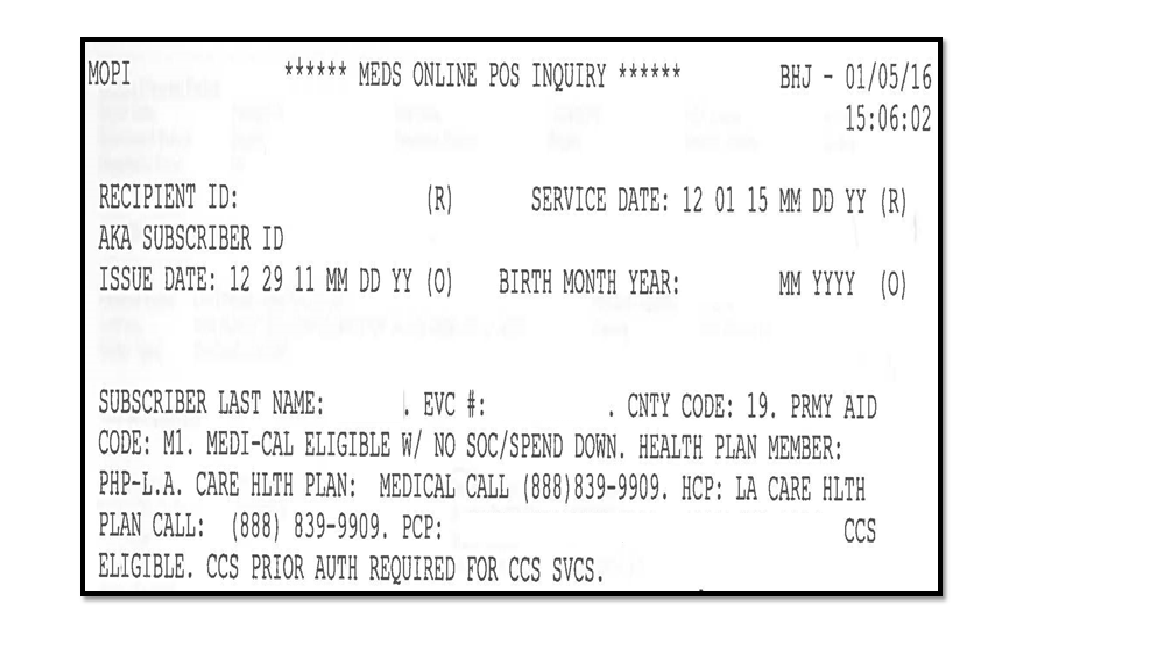 MOPI ****** MEDS ONLINE POS INQUIRY ****** BHJ - 01/05/16
15:06:02
RECIPIENT ID: (R) SERVICE DATE: 12 01 15 MM DD YY (R)
AKA SUBSCRIBER ID
ISSUE DATE: 12 29 11 MM DD YY (O) BIRTH MONTH YEAR: MM YYYY (O)
SUBSCRIBER LAST NAME: . EVC #: . CNTY CODE: 19. PRMY AID
CODE: M1. MEDI-CAL ELIGIBLE W/ NO SOC/SPEND DOWN. HEALTH PLAN MEMBER:
PHP-L.A. CARE HLTH PLAN: MEDICAL CALL (888)839-9909. HCP: LA CARE HLTH
PLAN CALL: (888) 839-9909. PCP: CCS
ELIGIBLE. CCS PRIOR AUTH REQUIRED FOR CCS SVCS.